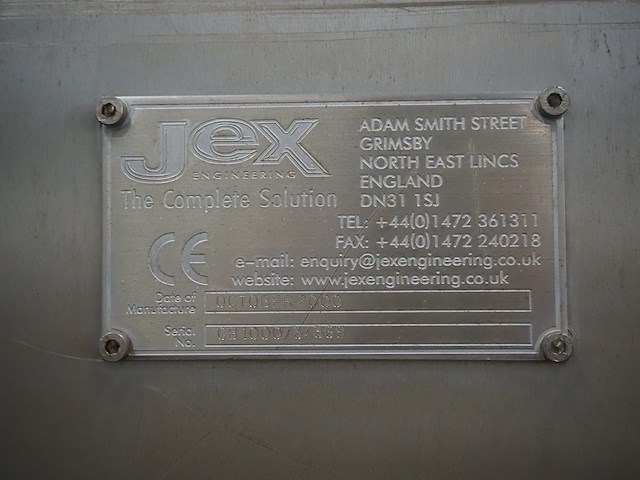 Jex
ENGINEERING
The Complete Solution
ADAM SMITH STREET
GRIMSBY
NORTH EAST LINCS
ENGLAND
DN31 1SJ
TEL: +44(0)1472 361311
FAX: +44(0)1472 240218
e-mail: enquiry@jexengineering.co.uk
website: www.jexengineering.co.uk
CE
Date of
Manufacture
Serial
No.